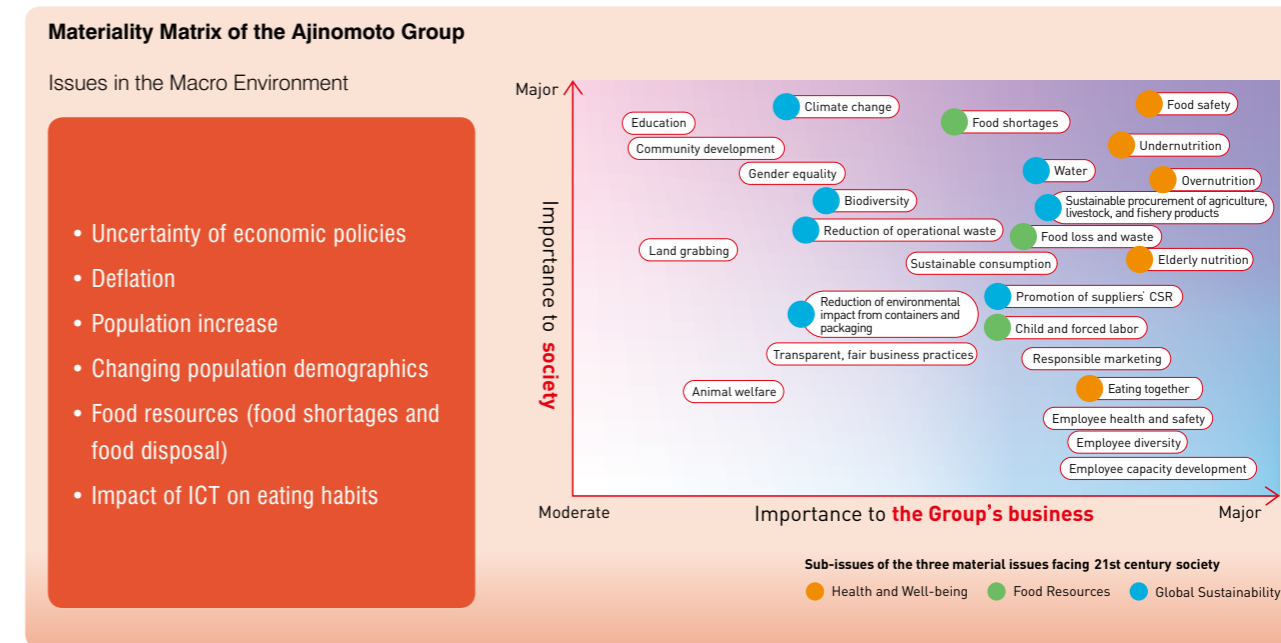 Materiality Matrix of the Ajinomoto Group
Issues in the Macro Environment
• Uncertainty of economic policies
• Deflation
• Population increase
• Changing population demographics
• Food resources (food shortages and
food disposal)
• Impact of ICT on eating habits
Major
Importance to society
Climate change
Food safety
Education
Food shortages
Community development
Undernutrition
Gender equality
Water
Overnutrition
Biodiversity
Sustainable procurement of agriculture,
livestock, and fishery products
Reduction of operational waste
Food loss and waste
Land grabbing
Sustainable consumption
Elderly nutrition
Reduction of environmental
impact from containers and
packaging
Promotion of suppliers' CSR
Child and forced labor
Transparent, fair business practices
Responsible marketing
Animal welfare
Eating together
Employee health and safety
Employee diversity
Employee capacity development
Moderate
Importance to the Group's business
Major
Sub-issues of the three material issues facing 21st century society
Health and Well-being
Food Resources
Global Sustainability